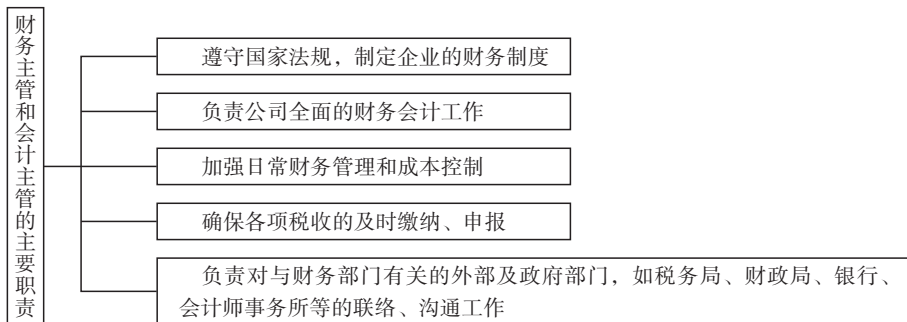 财务主管和会计主管的主要职责
遵守国家法规，制定企业的财务制度
负责公司全面的财务会计工作
加强日常财务管理和成本控制
确保各项税收的及时缴纳、申报
负责对与财务部门有关的外部及政府部门，如税务局、财政局、银行、
会计师事务所等的联络、沟通工作